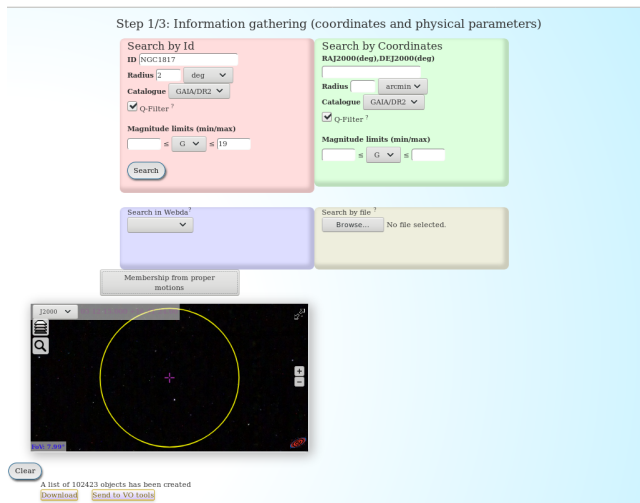 Step 1/3: Information gathering (coordinates and physical parameters)
Search by Id
ID NGC1817
Radius 2 deg
Catalogue GAIA/DR2
Q-Filter ?
Magnitude limits (min/max)
≤ G ≤ 19
Search
Search by Coordinates
RAJ2000(deg),DEJ2000(deg)
Radius arcmin
Catalogue GAIA/DR2
Q-Filter ?
Magnitude limits (min/max)
≤ G ≤
Search in Webda?
Search by file ?
Browse... No file selected.
Membership from proper
motions
J2000
+
−
FoV: 7.99°
Clear
A list of 102423 objects has been created
Download Send to VO tools